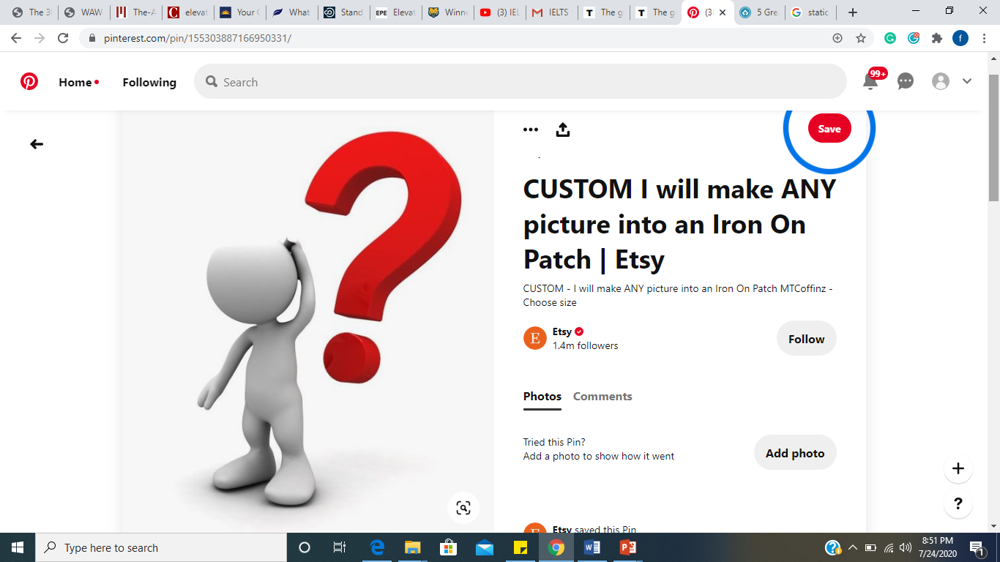 The 3
WAW
The-A
elevat
Your C
What
Stand
EPE Elevat
Winne
(3) IEL
IELTS
T The g
T The g
(3
5 Gre
static
pinterest.com/pin/155303887166950331/
f
Home
Following
Search
99+
Save
CUSTOM I will make ANY
picture into an Iron On
Patch | Etsy
CUSTOM - I will make ANY picture into an Iron On Patch MTCoffinz -
Choose size
E
Etsy
1.4m followers
Follow
Photos
Comments
Tried this Pin?
Add a photo to show how it went
Add photo
?
Etsy saved this Pin
Type here to search
8:51 PM
7/24/2020
1